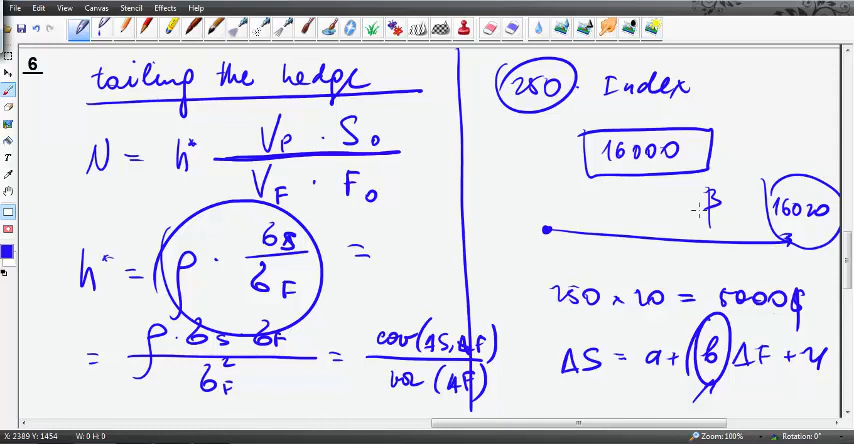 File Edit View Canvas Stencil Effects Help
6
tailing the hedge
N = h* V_P · S_0 / V_F · F_0
h* = (ρ · σ_S / σ_F) =
= ρ · σ_S σ_F / σ_F^2 = cov(ΔS, ΔF) / var(ΔF)
250 · Index
16000
β 16020
250 × 20 = 5000$
ΔS = a + b ΔF + u
X: 2389 Y: 1454 W: 0 H: 0 Zoom: 100% Rotation: 0°